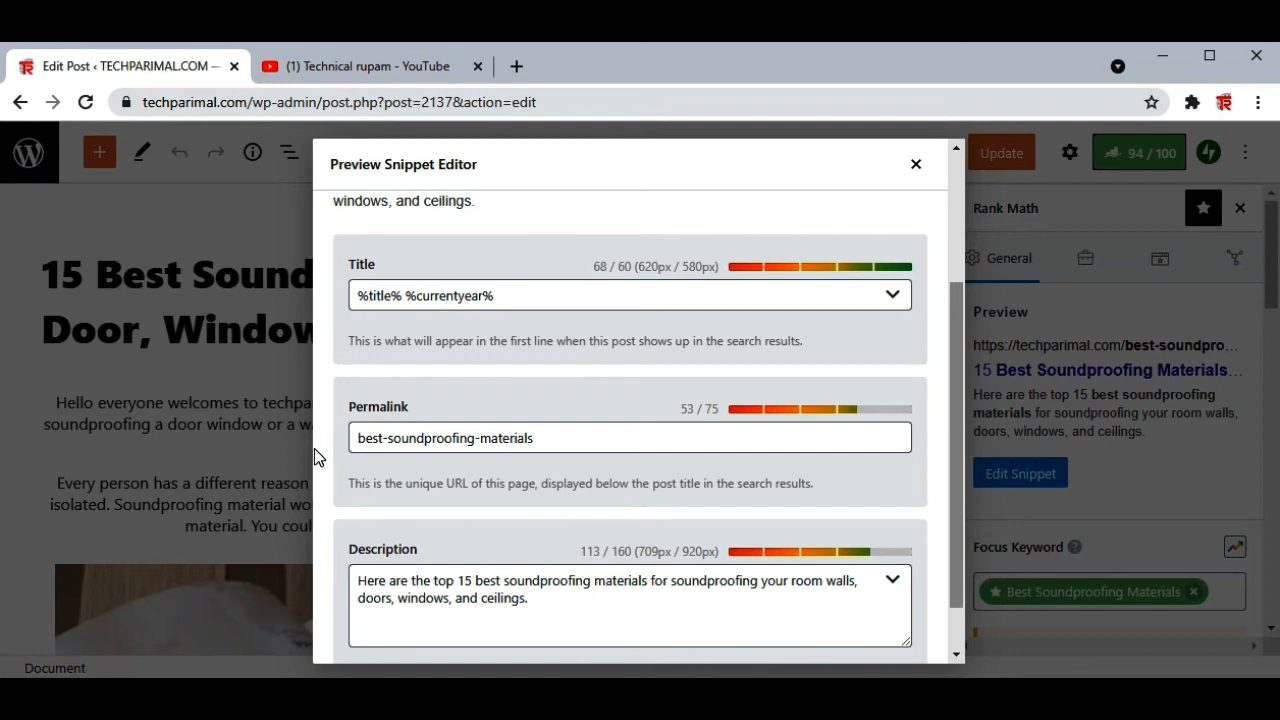 Edit Post ‹ TECHPARIMAL.COM —
(1) Technical rupam - YouTube
techparimal.com/wp-admin/post.php?post=2137&action=edit
Update
94 / 100
Preview Snippet Editor
windows, and ceilings.
Title
68 / 60 (620px / 580px)
%title% %currentyear%
This is what will appear in the first line when this post shows up in the search results.
Permalink
53 / 75
best-soundproofing-materials
This is the unique URL of this page, displayed below the post title in the search results.
Description
113 / 160 (709px / 920px)
Here are the top 15 best soundproofing materials for soundproofing your room walls,
doors, windows, and ceilings.
15 Best Sound
Door, Window
Hello everyone welcomes to techpa
soundproofing a door window or a wa
Every person has a different reason
isolated. Soundproofing material wo
material. You coul
Document
Rank Math
General
Preview
https://techparimal.com/best-soundpro...
15 Best Soundproofing Materials...
Here are the top 15 best soundproofing
materials for soundproofing your room walls,
doors, windows, and ceilings.
Edit Snippet
Focus Keyword
Best Soundproofing Materials